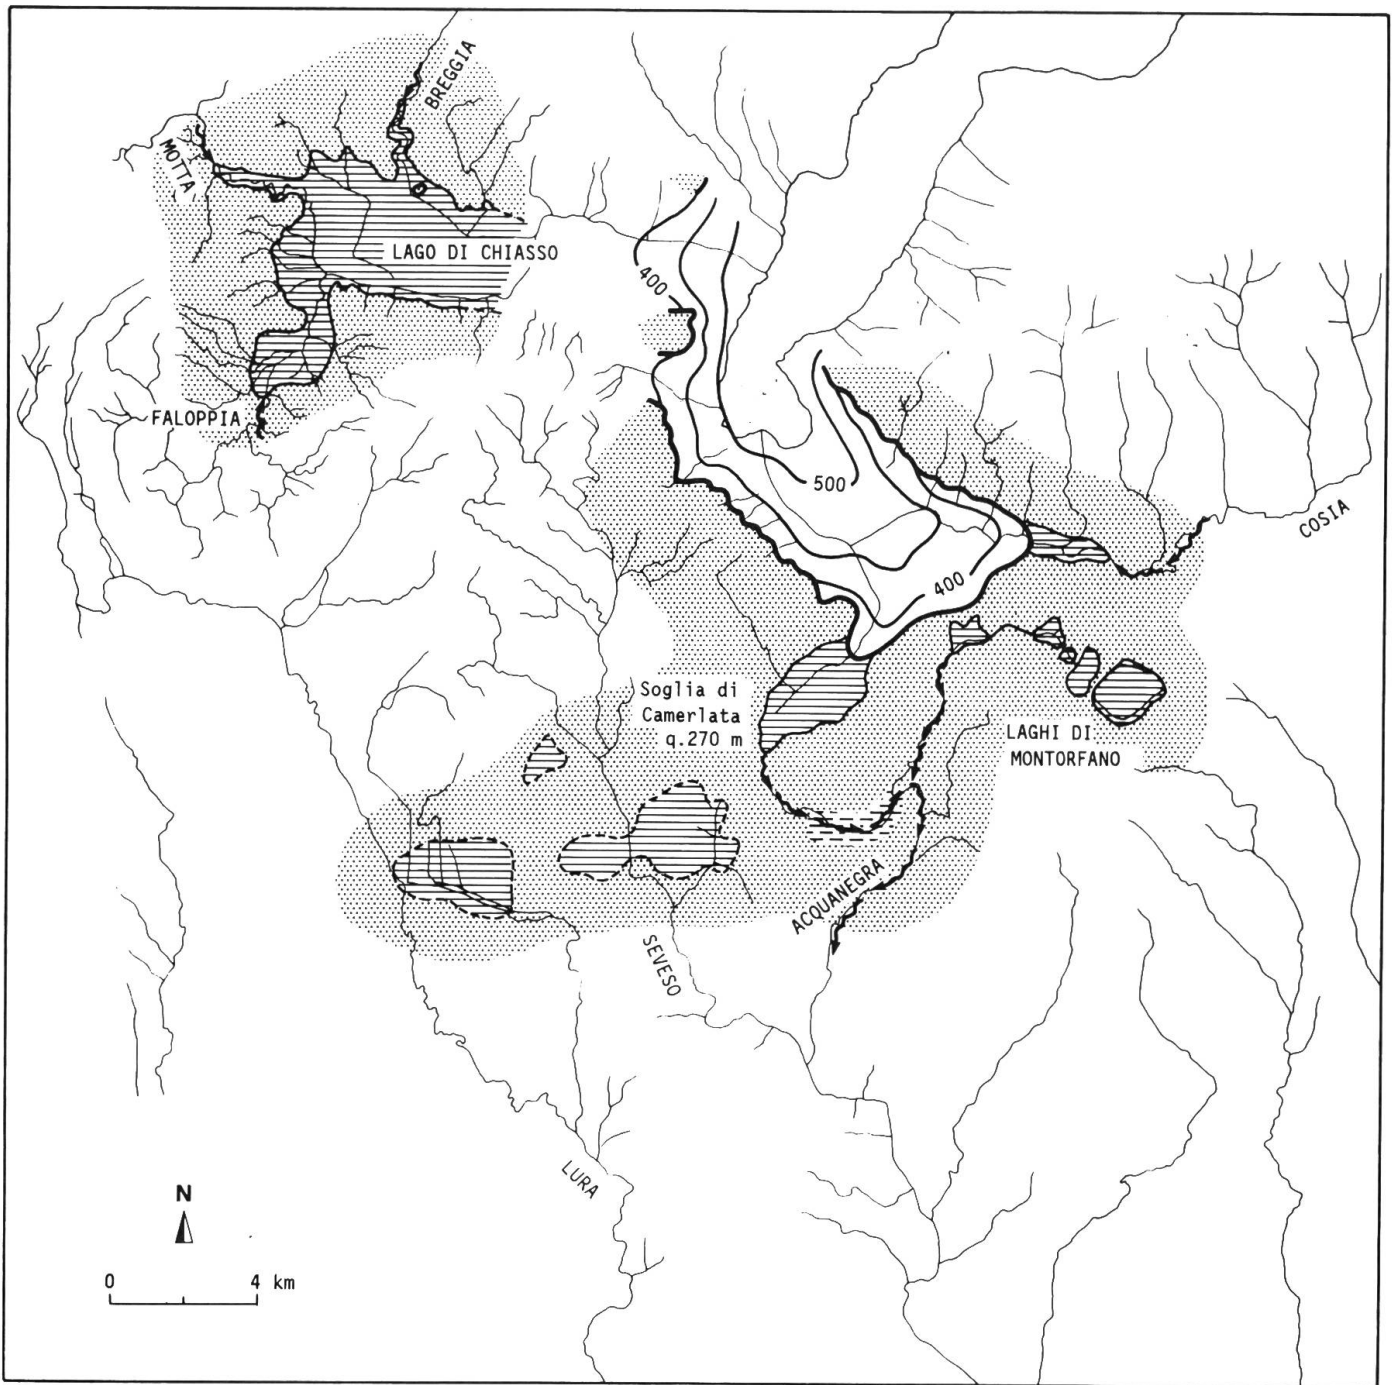 BREGGIA
MOTTA
LAGO DI CHIASSO
400
FALOPPIA
500
COSIA
400
Soglia di
Camerlata
q.270 m
LAGHI DI
MONTORFANO
ACQUANEGRA
SEVESO
LURA
N
0 4 km